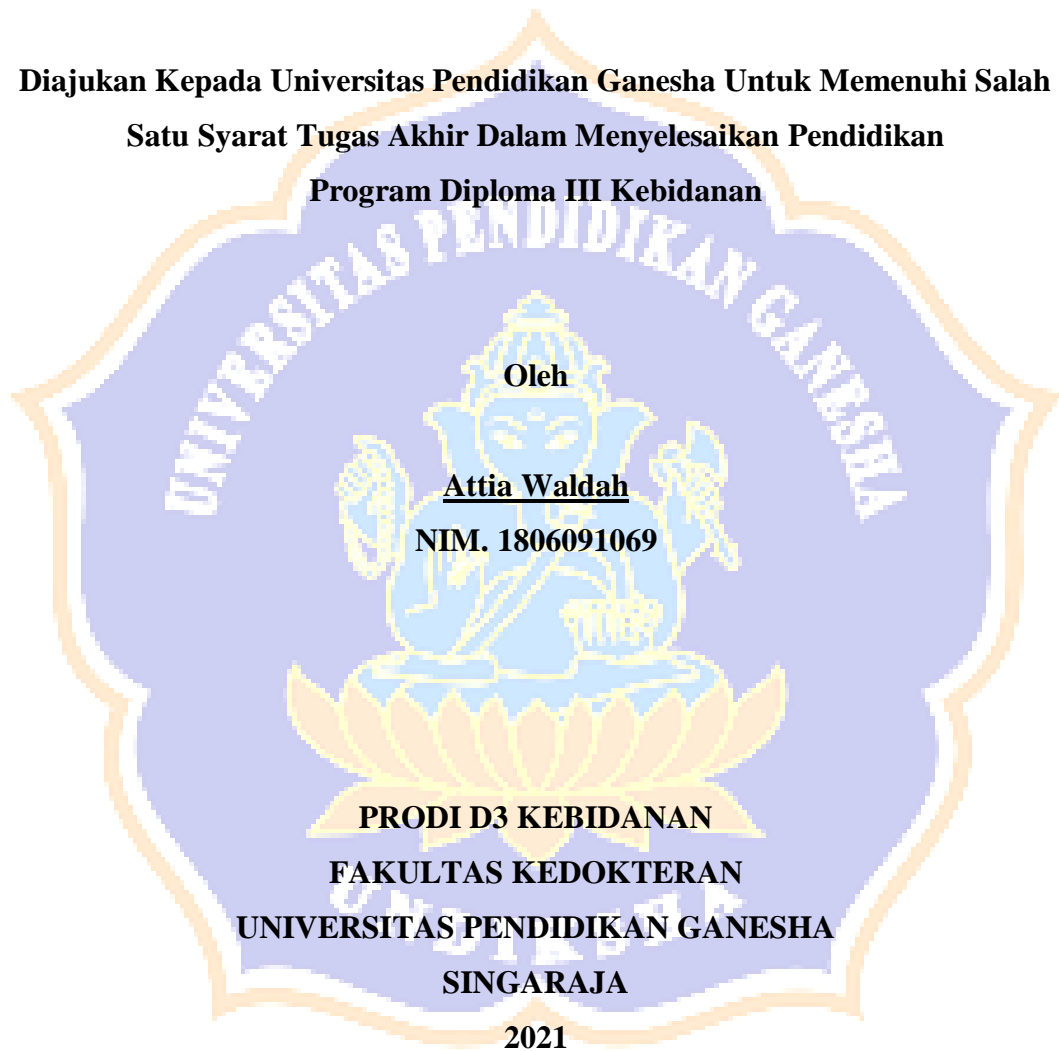 Diajukan Kepada Universitas Pendidikan Ganesha Untuk Memenuhi Salah
Satu Syarat Tugas Akhir Dalam Menyelesaikan Pendidikan
Program Diploma III Kebidanan
UNIVERSITAS PENDIDIKAN GANESHA
Oleh
Attia Waldah
NIM. 1806091069
PRODI D3 KEBIDANAN
FAKULTAS KEDOKTERAN
UNIVERSITAS PENDIDIKAN GANESHA
UNDIKSHA
SINGARAJA
2021